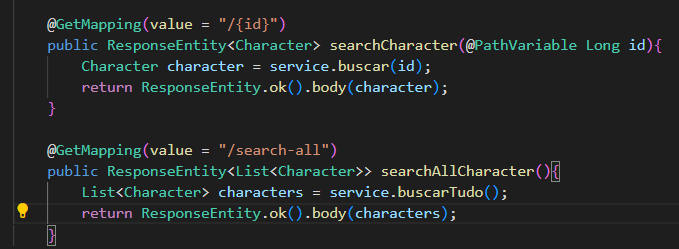 @GetMapping(value = "/{id}")
public ResponseEntity<Character> searchCharacter(@PathVariable Long id){
Character character = service.buscar(id);
return ResponseEntity.ok().body(character);
}
@GetMapping(value = "/search-all")
public ResponseEntity<List<Character>> searchAllCharacter(){
List<Character> characters = service.buscarTudo();
return ResponseEntity.ok().body(characters);
}